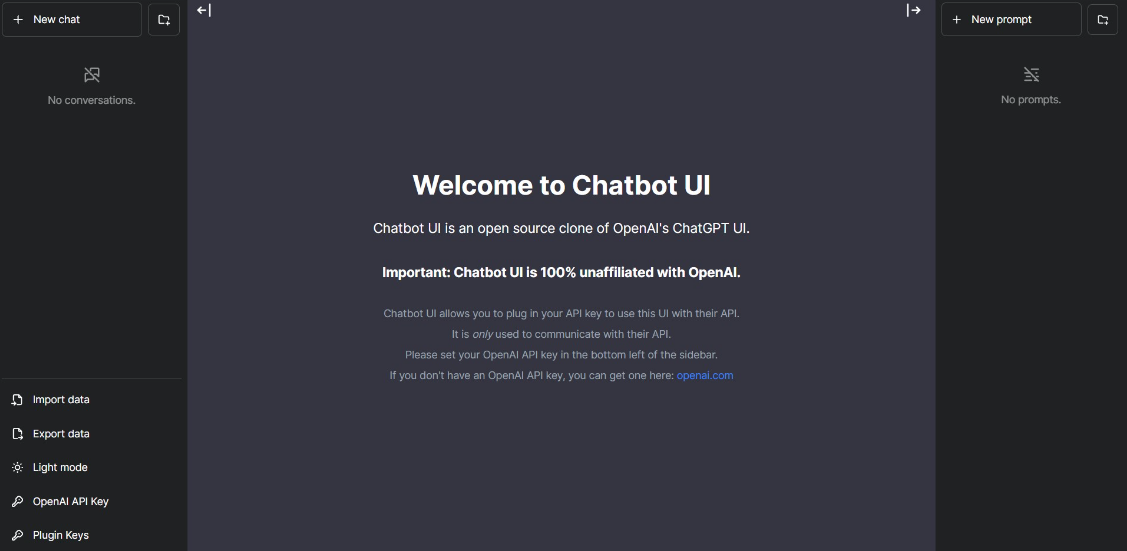 New chat
No conversations.
Import data
Export data
Light mode
OpenAI API Key
Plugin Keys
Welcome to Chatbot UI
Chatbot UI is an open source clone of OpenAI's ChatGPT UI.
Important: Chatbot UI is 100% unaffiliated with OpenAI.
Chatbot UI allows you to plug in your API key to use this UI with their API.
It is only used to communicate with their API.
Please set your OpenAI API key in the bottom left of the sidebar.
If you don't have an OpenAI API key, you can get one here: openai.com
New prompt
No prompts.